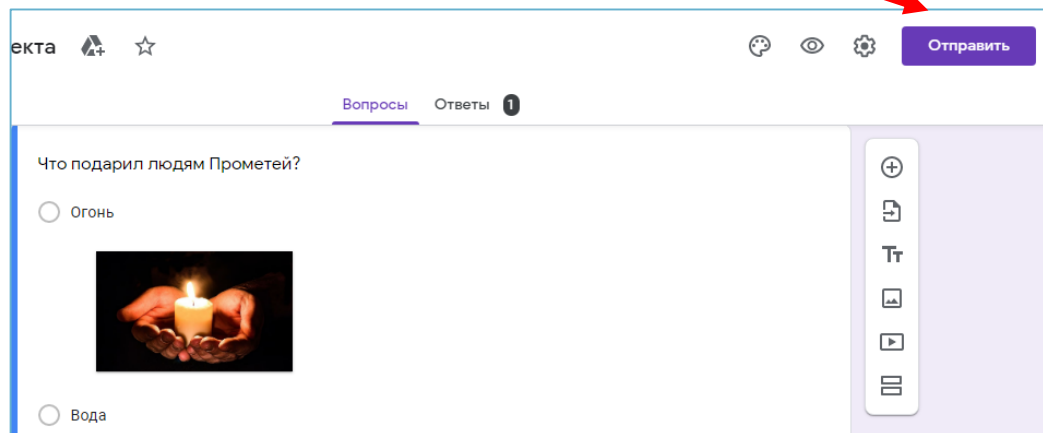 екта
Отправить
Вопросы Ответы 1
Что подарил людям Прометей?
Огонь
Вода